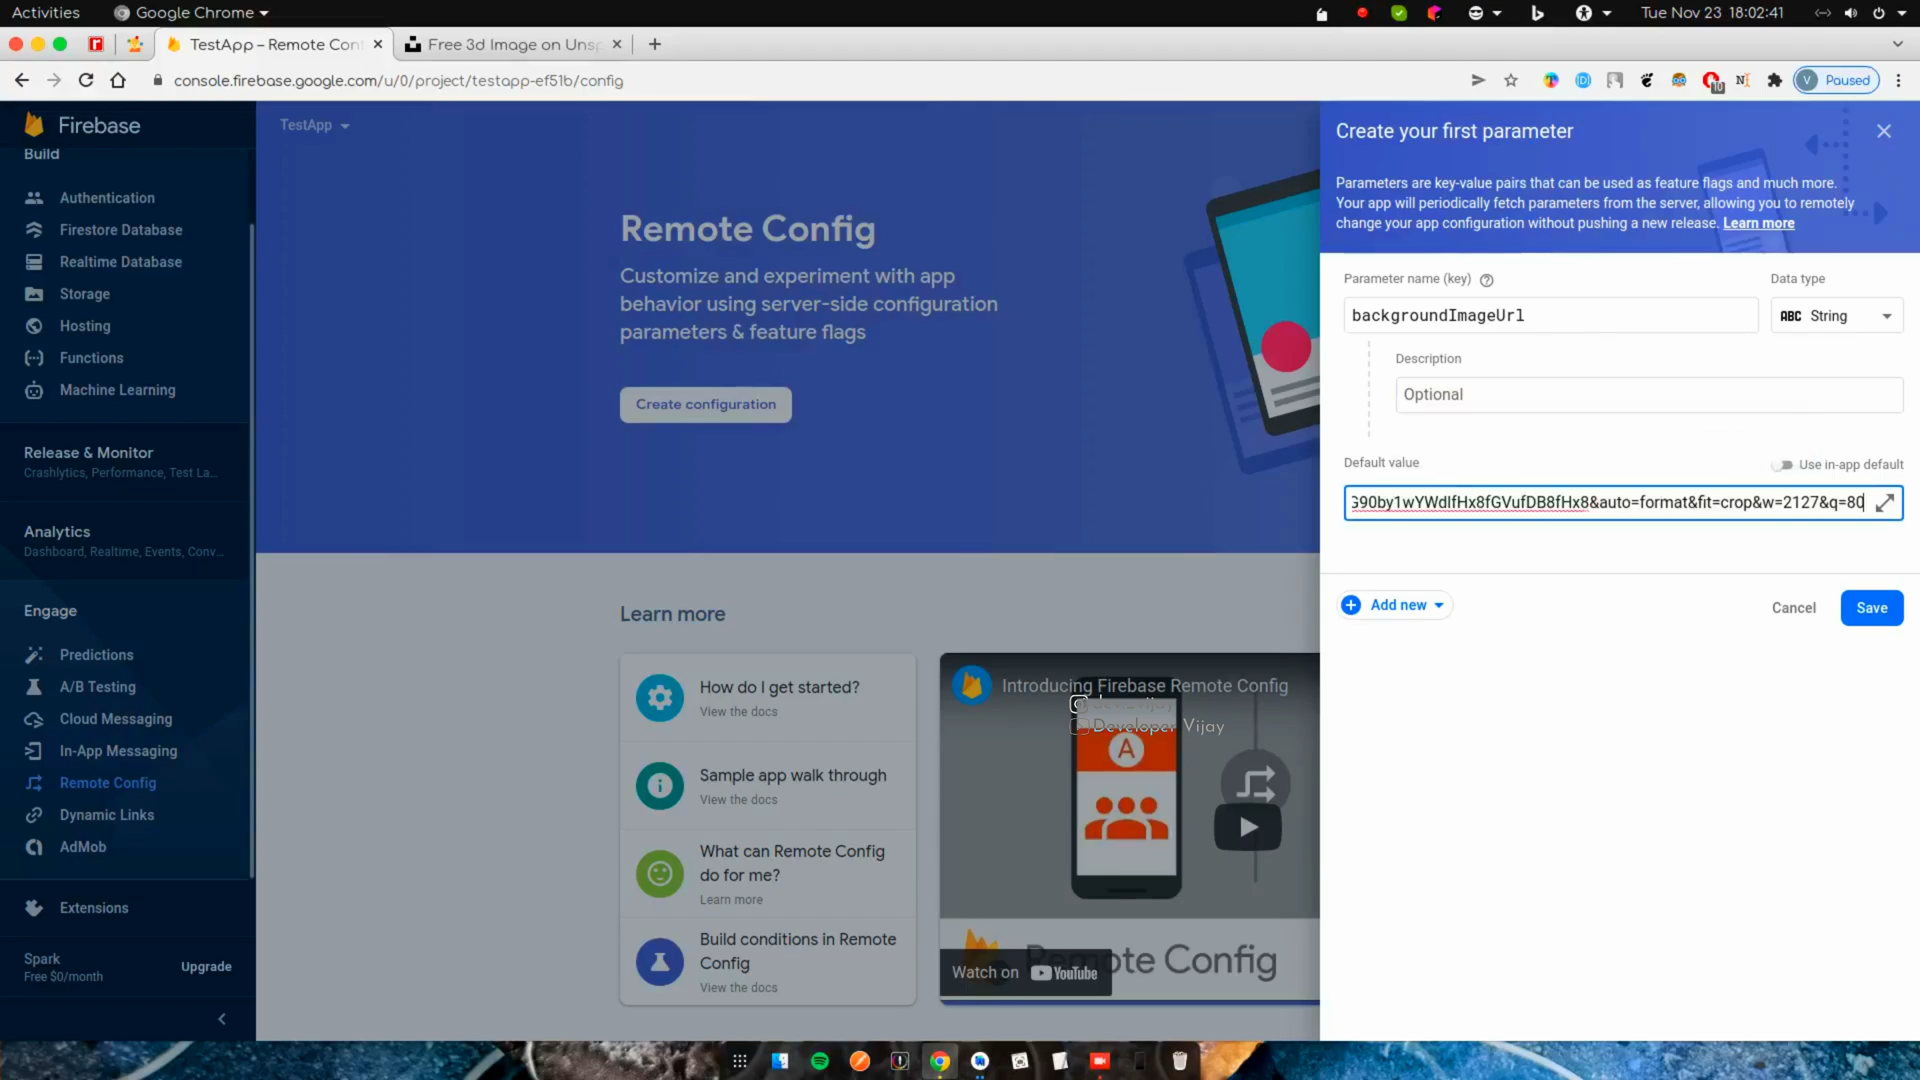 Activities
Google Chrome
Tue Nov 23 18:02:41
TestApp – Remote Con
Free 3d Image on Unsp
console.firebase.google.com/u/0/project/testapp-ef51b/config
10
V Paused
Firebase
Build
Authentication
Firestore Database
Realtime Database
Storage
Hosting
Functions
Machine Learning
Release & Monitor
Crashlytics, Performance, Test La...
Analytics
Dashboard, Realtime, Events, Conv...
Engage
Predictions
A/B Testing
Cloud Messaging
In-App Messaging
Remote Config
Dynamic Links
AdMob
Extensions
Spark
Free $0/month
Upgrade
TestApp
Remote Config
Customize and experiment with app
behavior using server-side configuration
parameters & feature flags
Create configuration
Learn more
How do I get started?
View the docs
Sample app walk through
View the docs
What can Remote Config
do for me?
Learn more
Build conditions in Remote
Config
View the docs
Introducing Firebase Remote Config
Developer Vijay
A
Watch on YouTube
Remote Config
Create your first parameter
Parameters are key-value pairs that can be used as feature flags and much more.
Your app will periodically fetch parameters from the server, allowing you to remotely
change your app configuration without pushing a new release. Learn more
Parameter name (key)
Data type
backgroundImageUrl
ABC String
Description
Optional
Default value
Use in-app default
G90by1wYWdlfHx8fGVufDB8fHx8&auto=format&fit=crop&w=2127&q=80
Add new
Cancel
Save